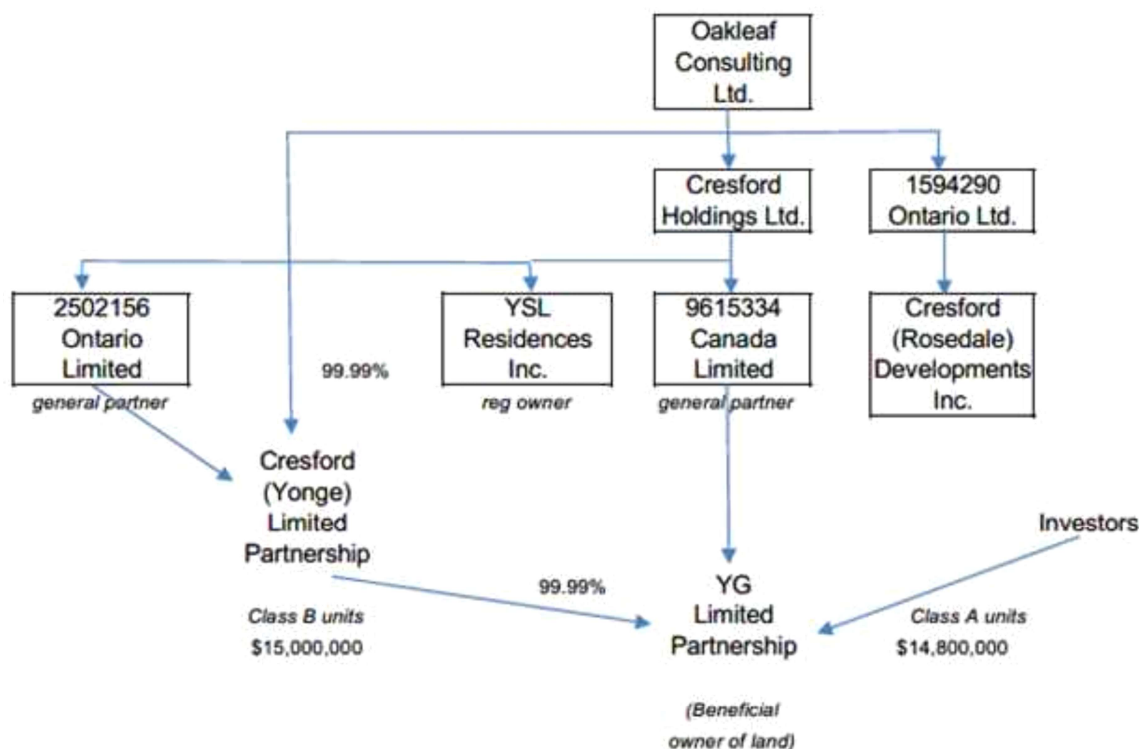 Oakleaf
Consulting
Ltd.
Cresford
Holdings Ltd.
1594290
Ontario Ltd.
2502156
Ontario
Limited
general partner
99.99%
YSL
Residences
Inc.
reg owner
9615334
Canada
Limited
general partner
Cresford
(Rosedale)
Developments
Inc.
Cresford
(Yonge)
Limited
Partnership
Class B units
$15,000,000
99.99%
YG
Limited
Partnership
(Beneficial
owner of land)
Investors
Class A units
$14,800,000